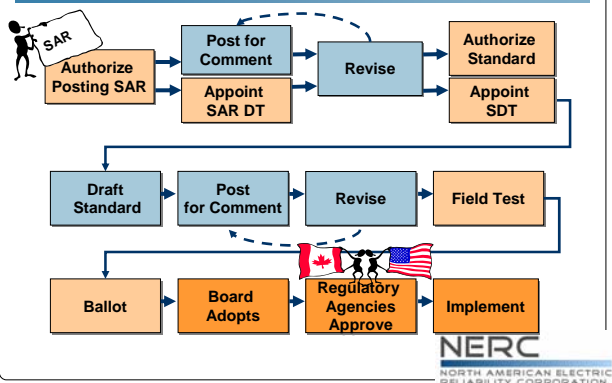 SAR
Authorize
Posting SAR
Post for
Comment
Appoint
SAR DT
Revise
Authorize
Standard
Appoint
SDT
Draft
Standard
Post
for Comment
Revise
Field Test
Ballot
Board
Adopts
Regulatory
Agencies
Approve
Implement
NERC
NORTH AMERICAN ELECTRIC
RELIABILITY CORPORATION